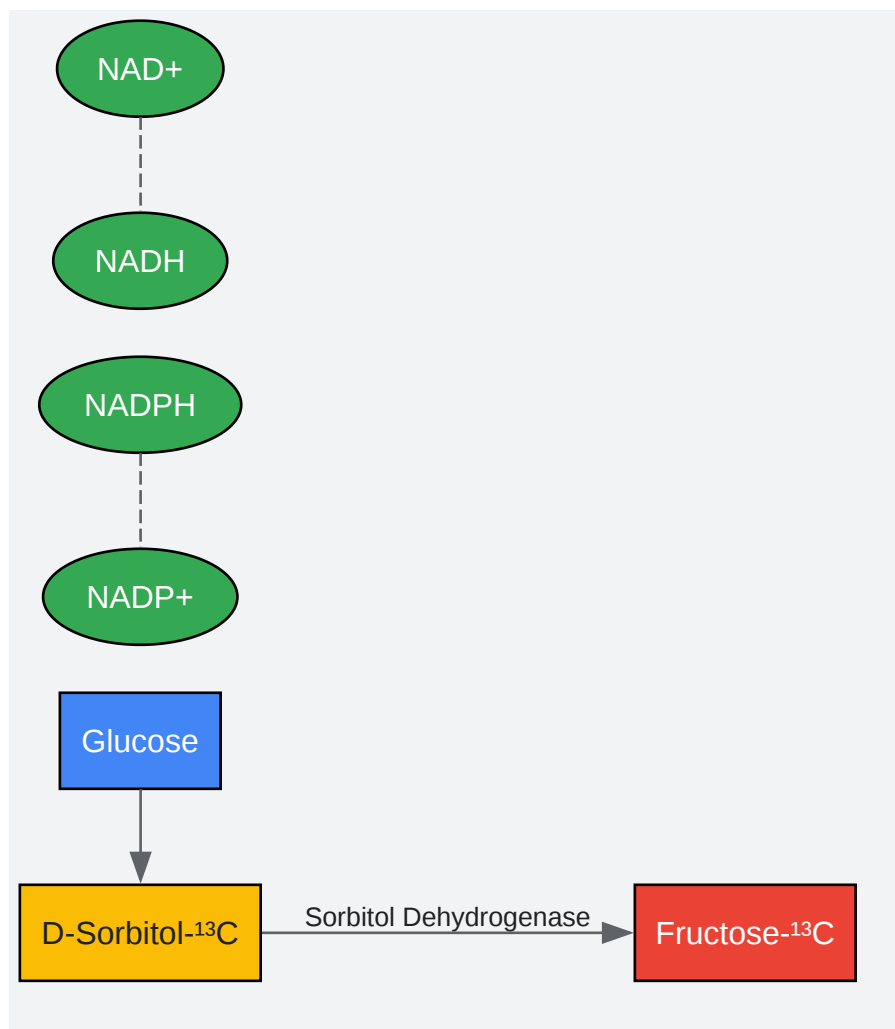 NAD+
NADH
NADPH
NADP+
Glucose
D-Sorbitol-¹³C
Sorbitol Dehydrogenase
Fructose-¹³C